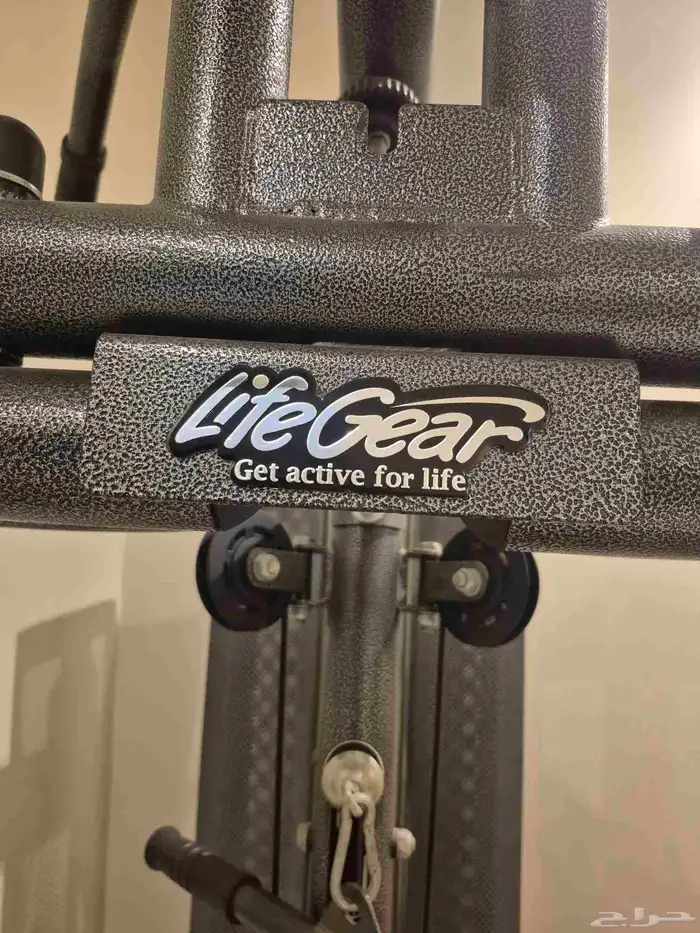 LifeGear
Get active for life
حراج